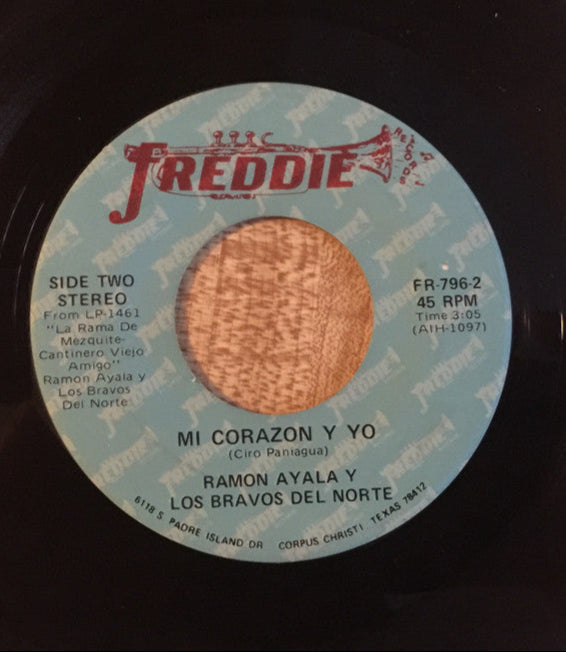 FREDDIE
RECORDS
SIDE TWO
STEREO
From LP-1461
"La Rama De
Mezquite-
Cantinero Viejo
Amigo"
Ramon Ayala y
Los Bravos
Del Norte
FR-796-2
45 RPM
Time 3:05
(AIH-1097)
MI CORAZON Y YO
(Ciro Paniagua)
RAMON AYALA Y
LOS BRAVOS DEL NORTE
6118 S. PADRE ISLAND DR CORPUS CHRISTI TEXAS 78412